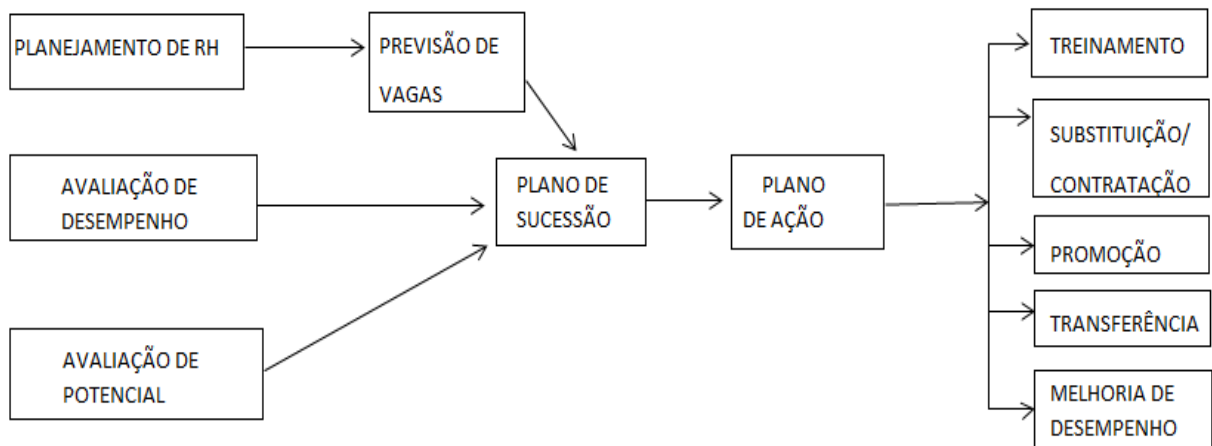 PLANEJAMENTO DE RH
PREVISÃO DE
VAGAS
AVALIAÇÃO DE
DESEMPENHO
AVALIAÇÃO DE
POTENCIAL
PLANO DE
SUCESSÃO
PLANO
DE AÇÃO
TREINAMENTO
SUBSTITUIÇÃO/
CONTRATAÇÃO
PROMOÇÃO
TRANSFERÊNCIA
MELHORIA DE
DESEMPENHO